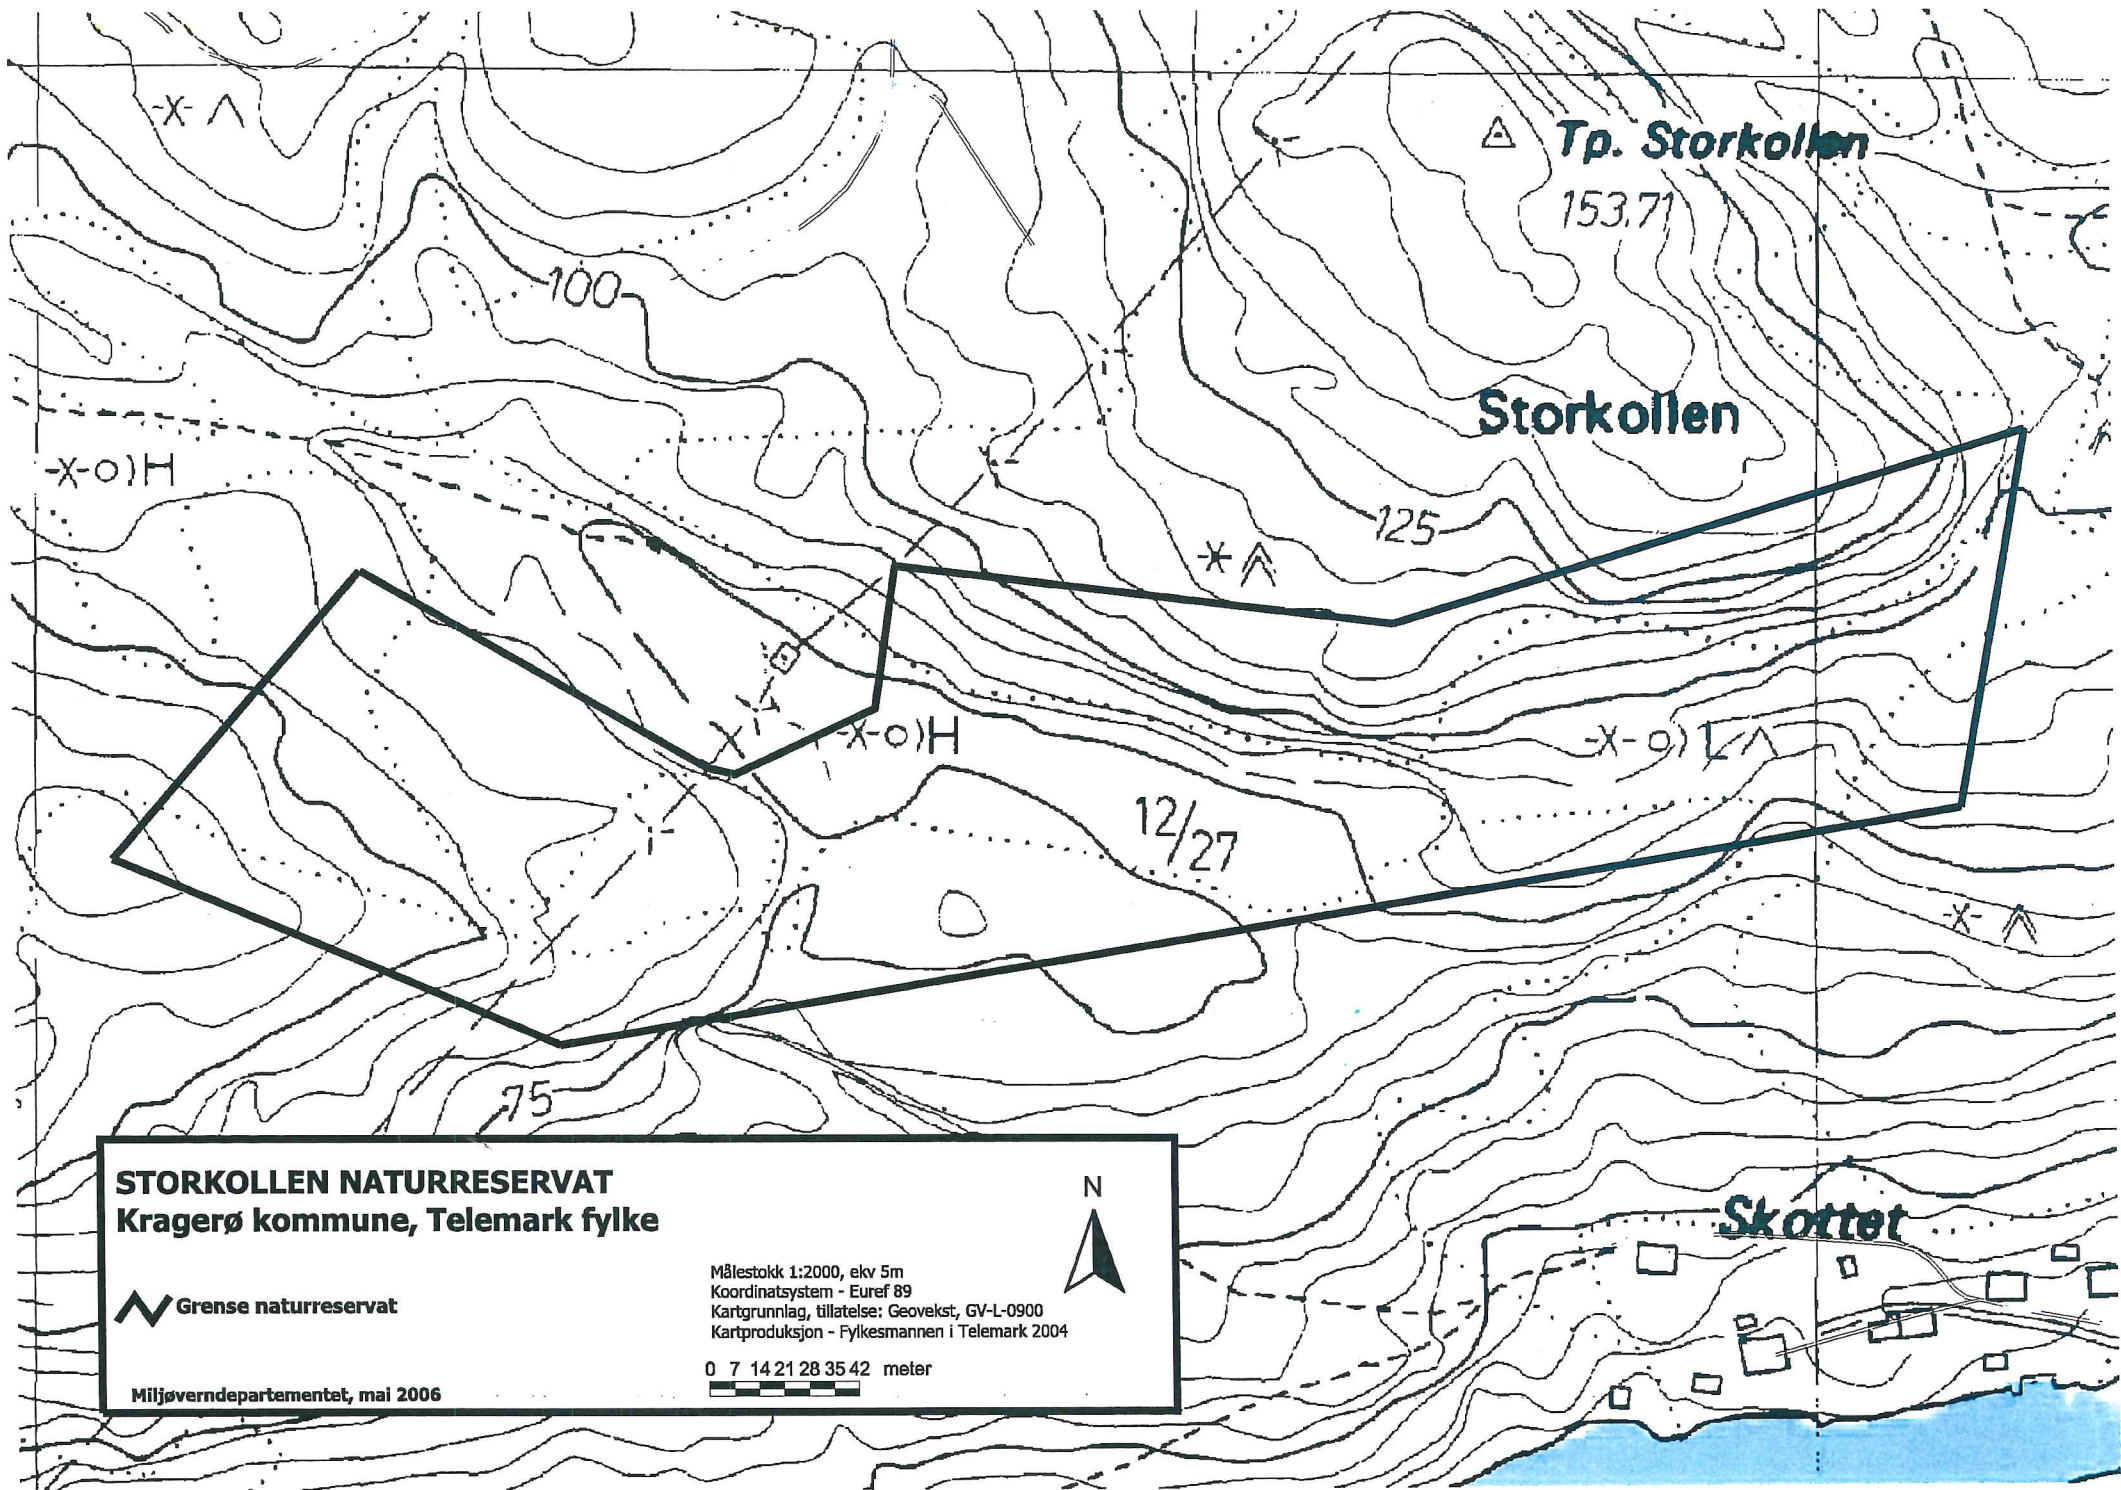 Tp. Storkollen
153.71
100
Storkollen
-X-o)H
125
-X-o)H
-X-o) L
12/27
75
STORKOLLEN NATURRESERVAT
Kragerø kommune, Telemark fylke
N
Målestokk 1:2000, ekv 5m
Koordinatsystem - Euref 89
Kartgrunnlag, tillatelse: Geovekst, GV-L-0900
Kartproduksjon - Fylkesmannen i Telemark 2004
Grense naturreservat
0 7 14 21 28 35 42 meter
Miljøverndepartementet, mai 2006
Skottet